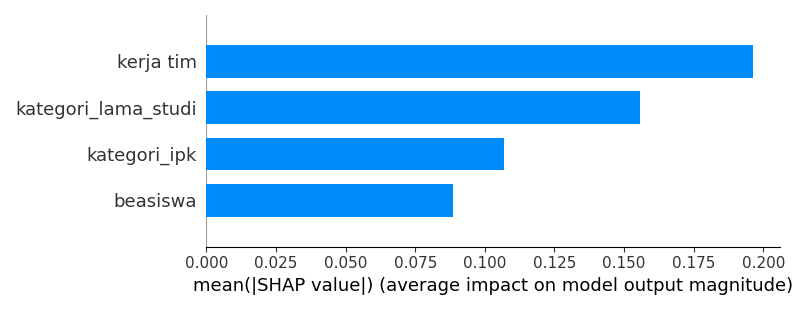 kerja tim
kategori_lama_studi
kategori_ipk
beasiswa
0.000 0.025 0.050 0.075 0.100 0.125 0.150 0.175 0.200
mean(|SHAP value|) (average impact on model output magnitude)